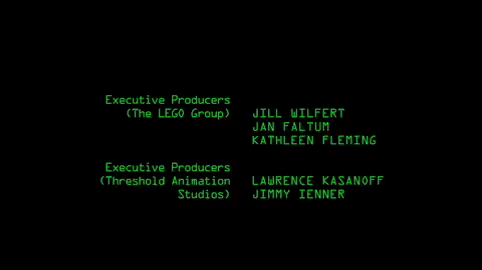 Executive Producers
(The LEGO Group) JILL WILFERT
JAN FALTUM
KATHLEEN FLEMING
Executive Producers
(Threshold Animation LAWRENCE KASANOFF
Studios) JIMMY IENNER